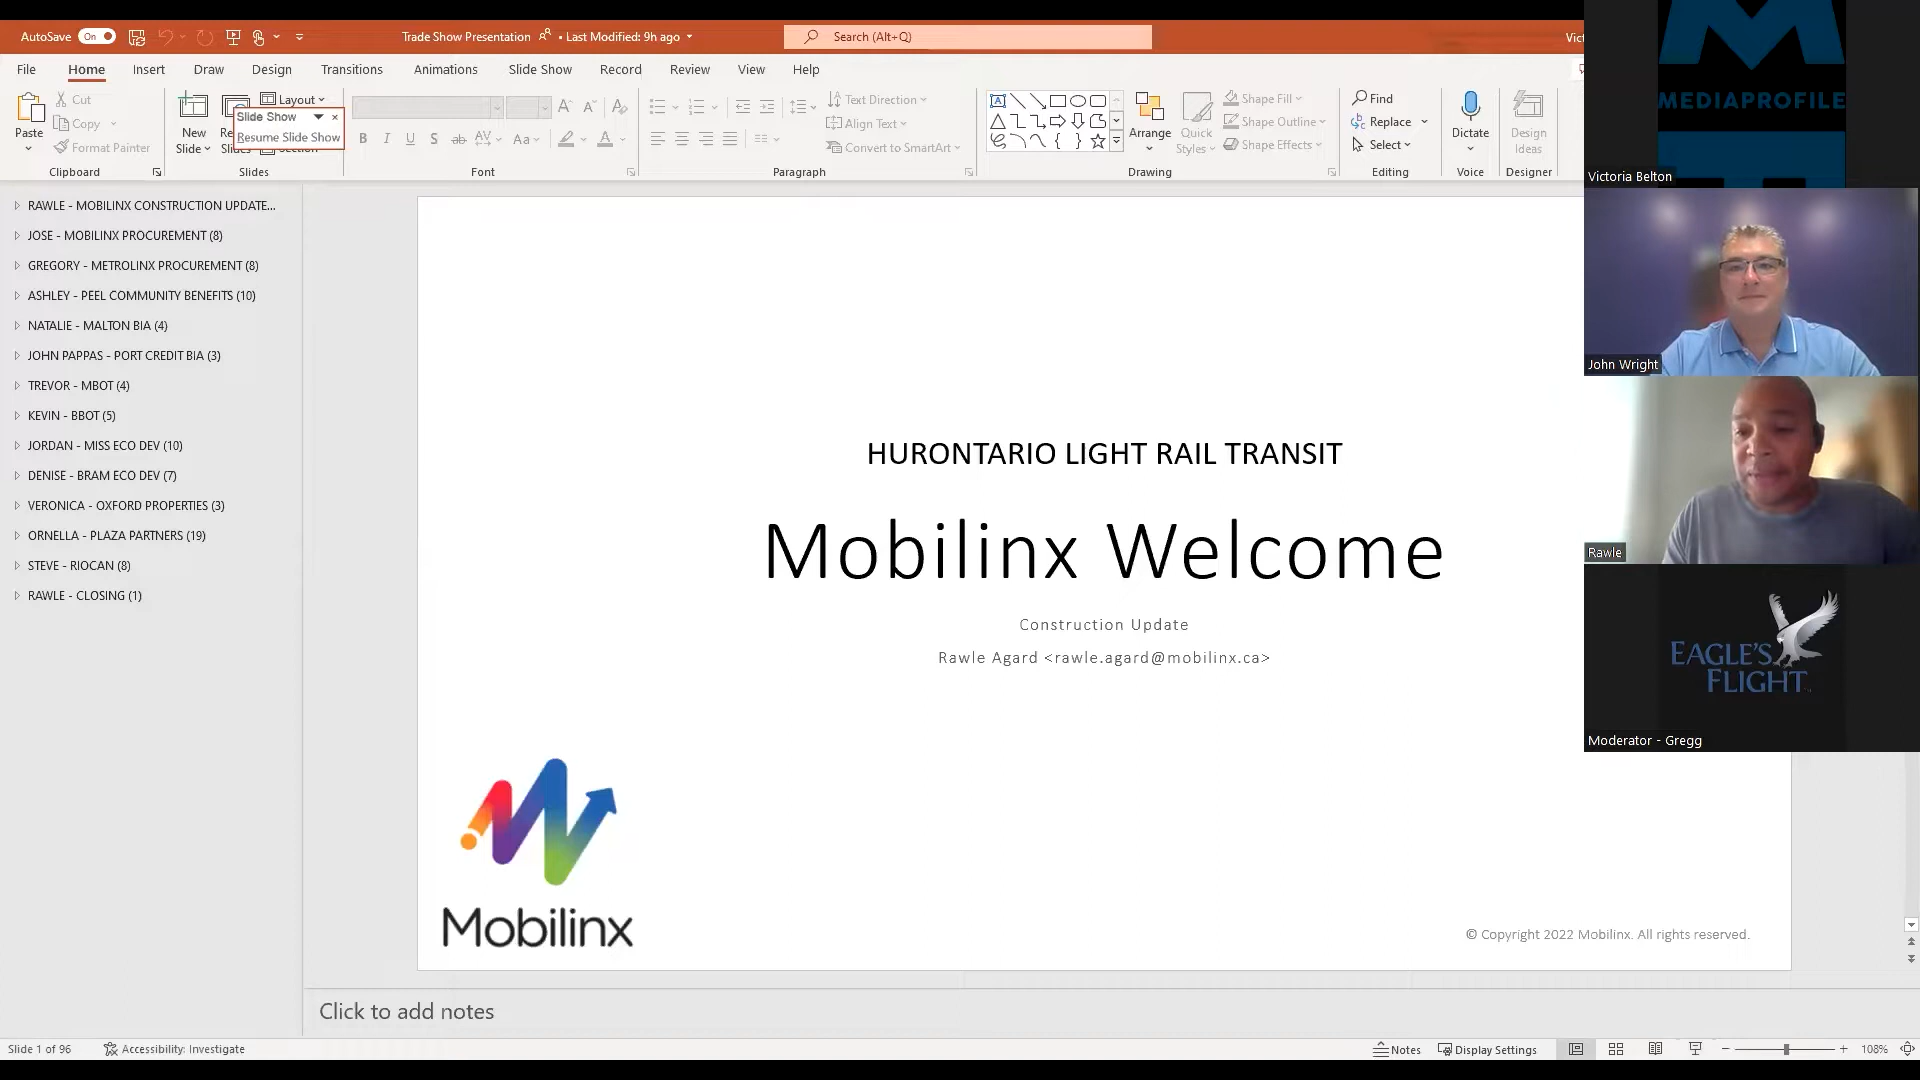 AutoSave On
Trade Show Presentation • Last Modified: 9h ago
Search (Alt+Q)
File Home Insert Draw Design Transitions Animations Slide Show Record Review View Help
Paste
Cut
Copy
Format Painter
Clipboard
New Slide
Layout
Slide Show
Resume Slide Show
Slides
Font
Text Direction
Align Text
Convert to SmartArt
Paragraph
Arrange
Quick Styles
Shape Fill
Shape Outline
Shape Effects
Drawing
Find
Replace
Select
Editing
Dictate
Voice
Design Ideas
Designer
RAWLE - MOBILINX CONSTRUCTION UPDATE...
JOSE - MOBILINX PROCUREMENT (8)
GREGORY - METROLINX PROCUREMENT (8)
ASHLEY - PEEL COMMUNITY BENEFITS (10)
NATALIE - MALTON BIA (4)
JOHN PAPPAS - PORT CREDIT BIA (3)
TREVOR - MBOT (4)
KEVIN - BBOT (5)
JORDAN - MISS ECO DEV (10)
DENISE - BRAM ECO DEV (7)
VERONICA - OXFORD PROPERTIES (3)
ORNELLA - PLAZA PARTNERS (19)
STEVE - RIOCAN (8)
RAWLE - CLOSING (1)
HURONTARIO LIGHT RAIL TRANSIT
Mobilinx Welcome
Construction Update
Rawle Agard <rawle.agard@mobilinx.ca>
Mobilinx
© Copyright 2022 Mobilinx. All rights reserved.
MEDIAPROFILE
Victoria Belton
John Wright
Rawle
EAGLE'S
FLIGHT
Moderator - Gregg
Click to add notes
Slide 1 of 96 Accessibility: Investigate
Notes Display Settings 108%